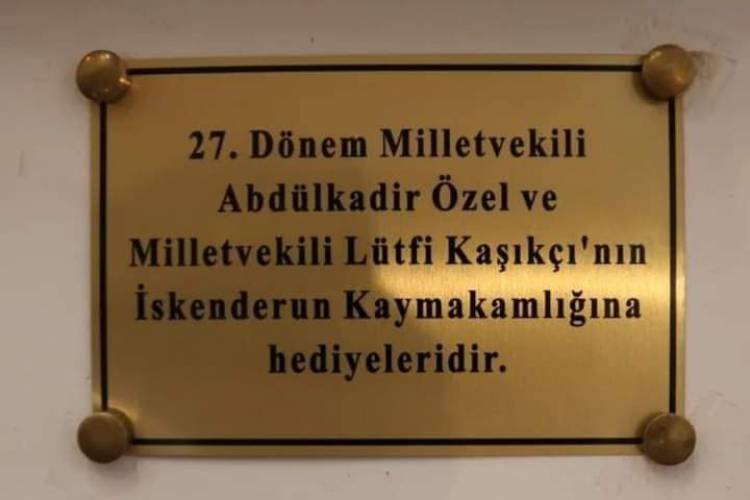 27. Dönem Milletvekili
Abdülkadir Özel ve
Milletvekili Lütfi Kaşıkçı'nın
İskenderun Kaymakamlığına
hediyeleridir.